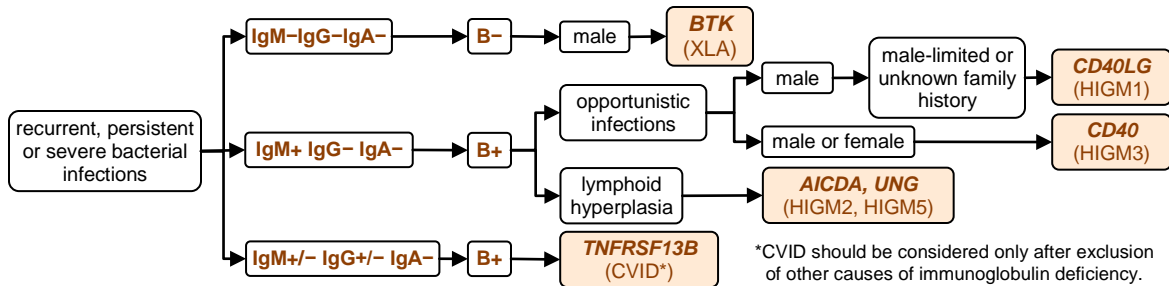 recurrent, persistent
or severe bacterial
infections
IgM−IgG−IgA−
B−
male
BTK
(XLA)
IgM+ IgG− IgA−
B+
opportunistic
infections
male
male-limited or
unknown family
history
CD40LG
(HIGM1)
male or female
CD40
(HIGM3)
lymphoid
hyperplasia
AICDA, UNG
(HIGM2, HIGM5)
IgM+/− IgG+/− IgA−
B+
TNFRSF13B
(CVID*)
*CVID should be considered only after exclusion
of other causes of immunoglobulin deficiency.